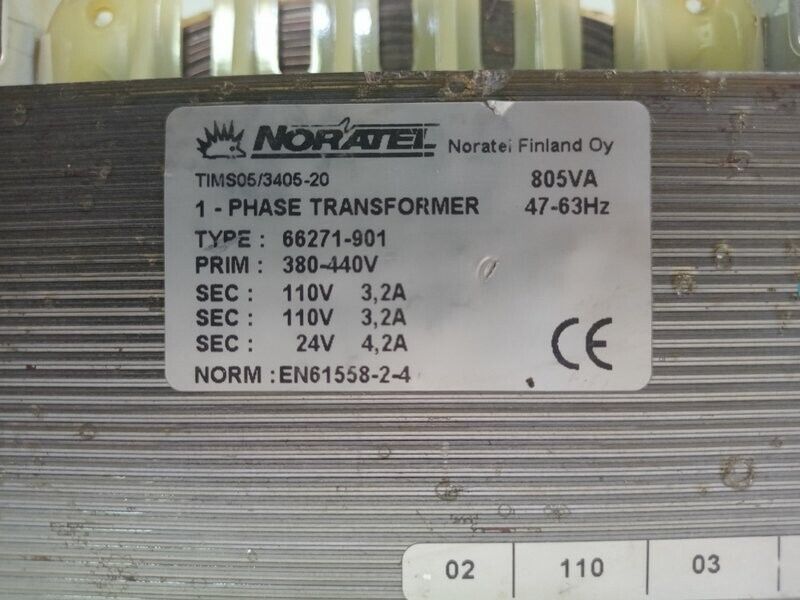 NORATEL Noratel Finland Oy
TIMS05/3405-20 805VA
1 - PHASE TRANSFORMER 47-63Hz
TYPE : 66271-901
PRIM : 380-440V
SEC : 110V 3,2A
SEC : 110V 3,2A
SEC : 24V 4,2A
CE
NORM : EN61558-2-4
02 110 03